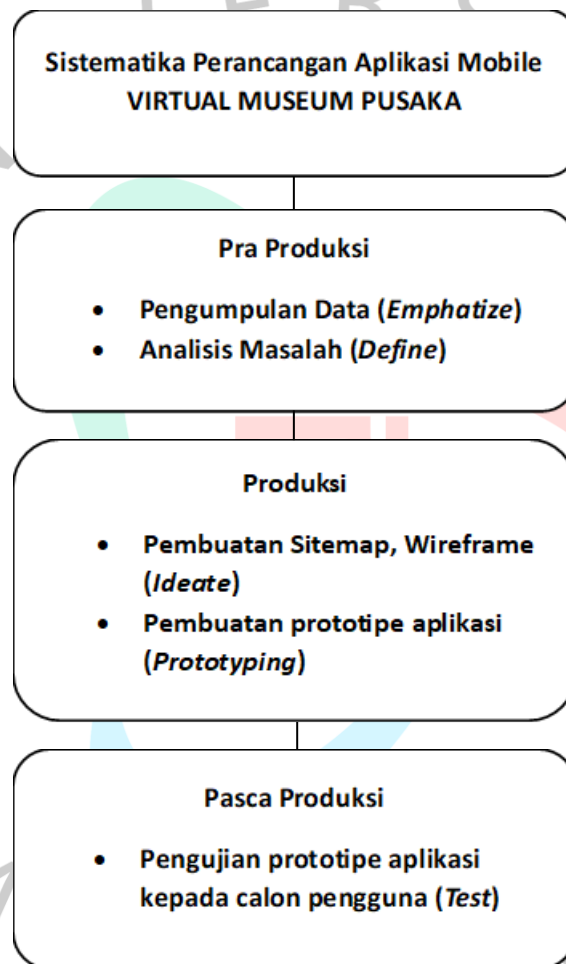 Sistematika Perancangan Aplikasi Mobile
VIRTUAL MUSEUM PUSAKA
Pra Produksi
• Pengumpulan Data (Emphatize)
• Analisis Masalah (Define)
Produksi
• Pembuatan Sitemap, Wireframe
(Ideate)
• Pembuatan prototipe aplikasi
(Prototyping)
Pasca Produksi
• Pengujian prototipe aplikasi
kepada calon pengguna (Test)